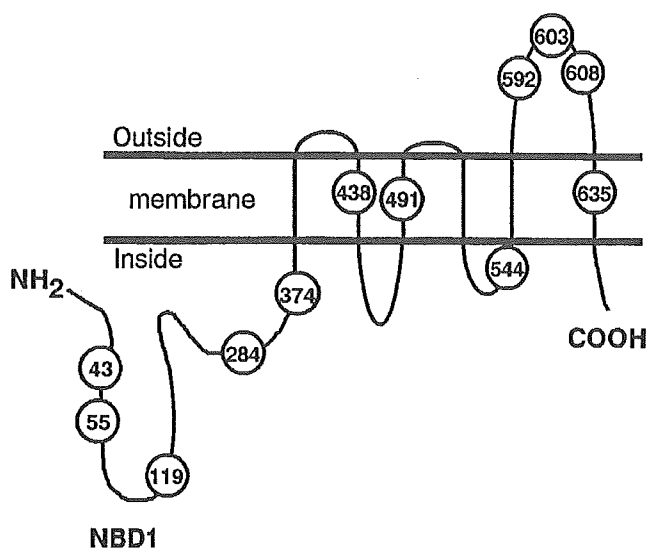 603
592
608
Outside
membrane
438
491
635
Inside
544
NH2
374
COOH
284
43
55
119
NBD1